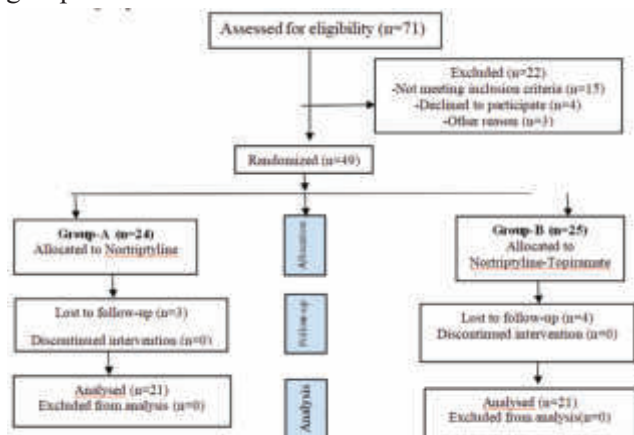 Assessed for eligibility (n=71)
Excluded (n=22)
-Not meeting inclusion criteria (n=15)
-Declined to participate (n=4)
-Other reason (n=3)
Randomized (n=49)
Group-A (n=24)
Allocated to Nortriptyline
Allocation
Group-B (n=25)
Allocated to
Nortriptyline-Topiramate
Lost to follow-up (n=3)
Discontinued intervention (n=0)
Follow-up
Lost to follow-up (n=4)
Discontinued intervention (n=0)
Analysed (n=21)
Excluded from analysis (n=0)
Analysis
Analysed (n=21)
Excluded from analysis(n=0)